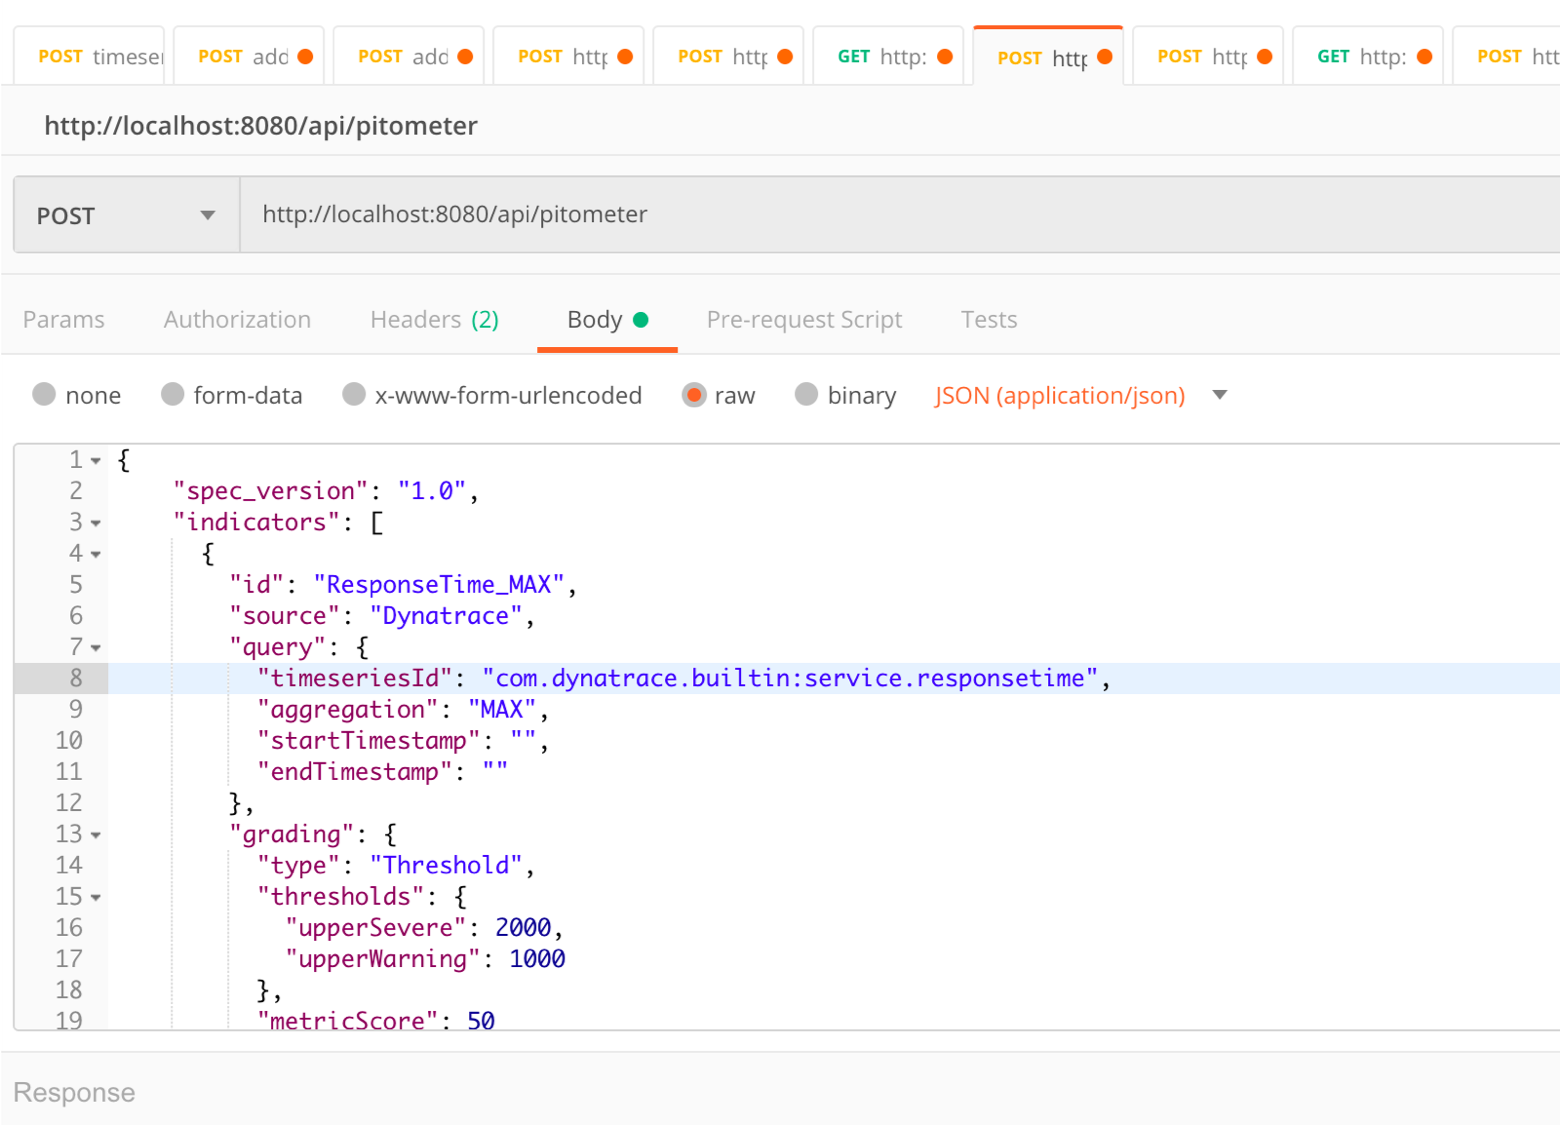 POST timeser POST add POST add POST http POST http GET http: POST http POST http GET http: POST htt
http://localhost:8080/api/pitometer
POST http://localhost:8080/api/pitometer
Params Authorization Headers (2) Body Pre-request Script Tests
none form-data x-www-form-urlencoded raw binary JSON (application/json)
1 {
2 "spec_version": "1.0",
3 "indicators": [
4 {
5 "id": "ResponseTime_MAX",
6 "source": "Dynatrace",
7 "query": {
8 "timeseriesId": "com.dynatrace.builtin:service.responsetime",
9 "aggregation": "MAX",
10 "startTimestamp": "",
11 "endTimestamp": ""
12 },
13 "grading": {
14 "type": "Threshold",
15 "thresholds": {
16 "upperSevere": 2000,
17 "upperWarning": 1000
18 },
19 "metricScore": 50
Response